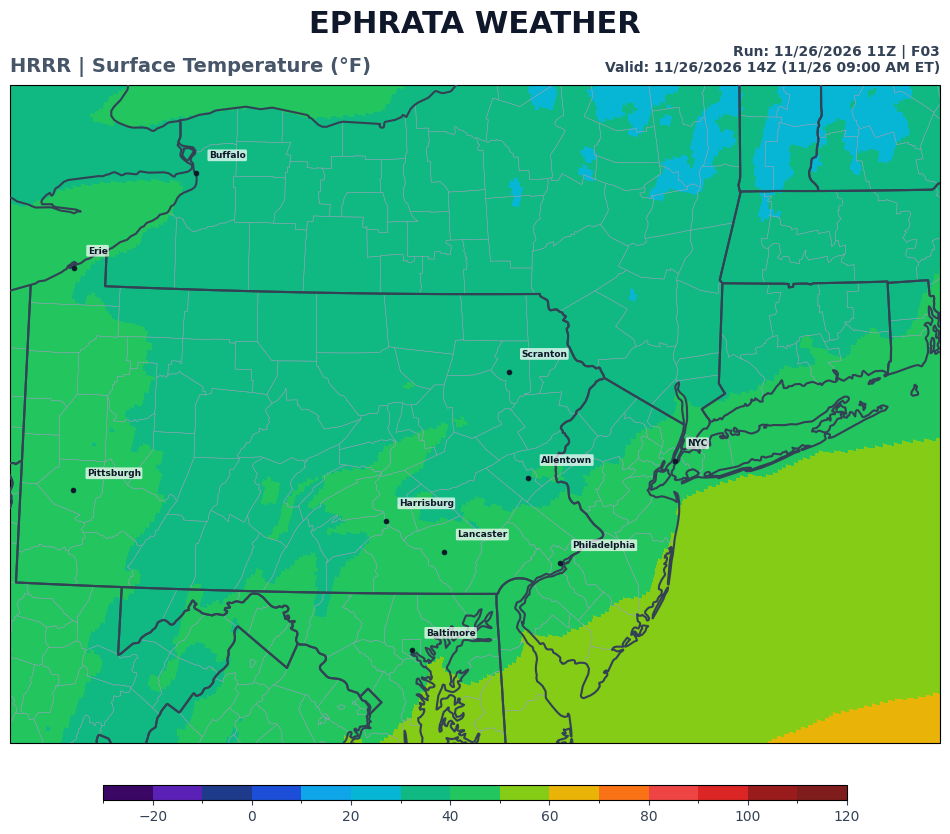 EPHRATA WEATHER
HRRR | Surface Temperature (°F)
Run: 11/26/2026 11Z | F03
Valid: 11/26/2026 14Z (11/26 09:00 AM ET)
Buffalo
Erie
Scranton
NYC
Allentown
Pittsburgh
Harrisburg
Lancaster
Philadelphia
Baltimore
−20 0 20 40 60 80 100 120